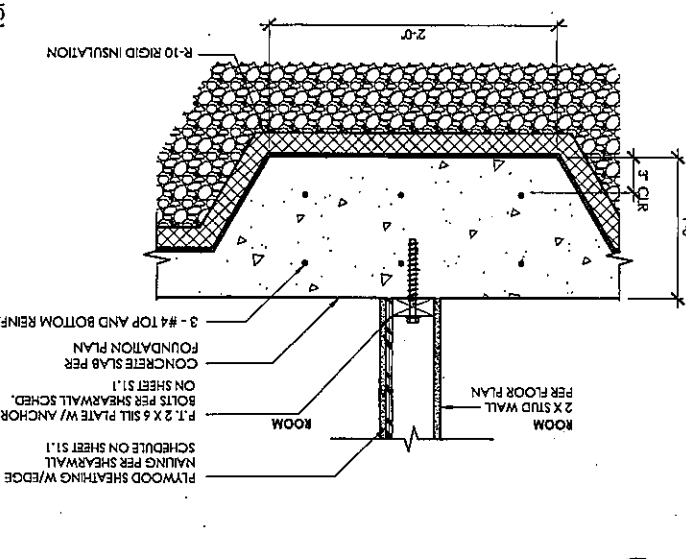 PLYWOOD SHEATHING W/EDGE
NAILING PER SHEARWALL
SCHEDULE ON SHEET S1.1
ROOM
ROOM
2 X STUD WALL
PER FLOOR PLAN
P.T. 2 X 6 SILL PLATE W/ ANCHOR
BOLTS PER SHEARWALL SCHED.
ON SHEET S1.1
CONCRETE SLAB PER
FOUNDATION PLAN
3 - #4 TOP AND BOTTOM
3" CLR
R-10 RIGID INSULATION
2'-0"